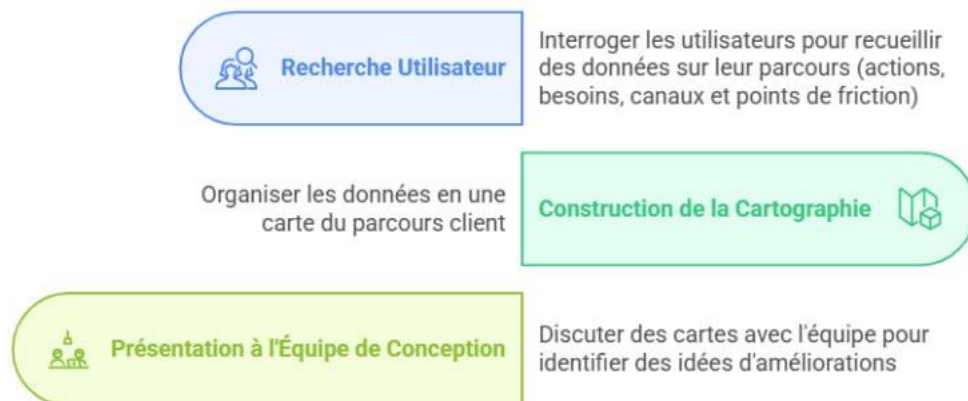 Recherche Utilisateur
Interroger les utilisateurs pour recueillir
des données sur leur parcours (actions,
besoins, canaux et points de friction)
Organiser les données en une
carte du parcours client
Construction de la Cartographie
Présentation à l'Équipe de Conception
Discuter des cartes avec l'équipe pour
identifier des idées d'améliorations